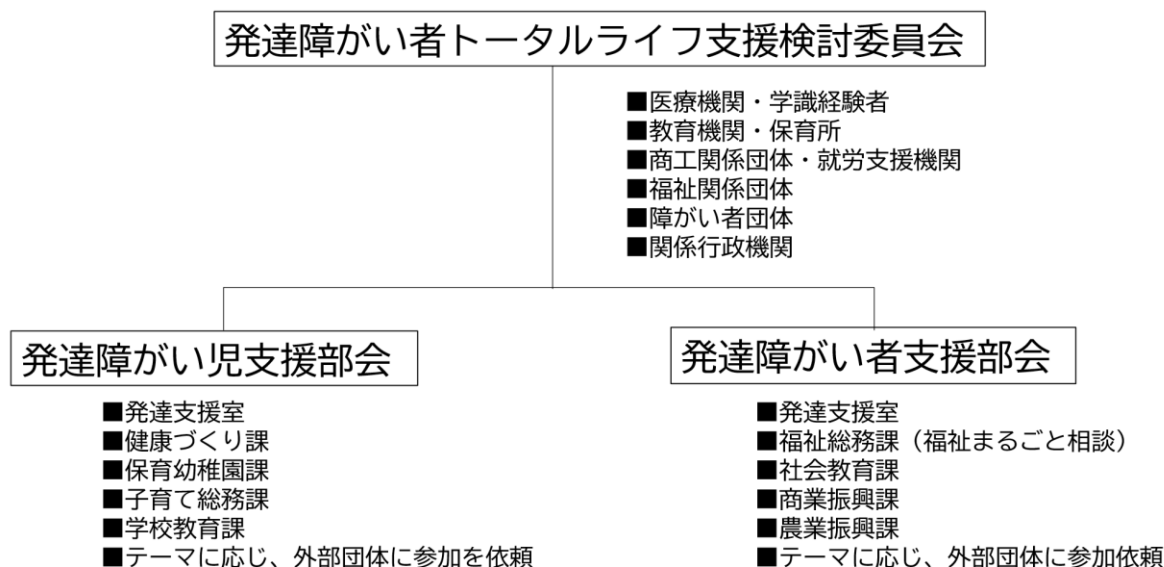 発達障がい者トータルライフ支援検討委員会
■医療機関・学識経験者
■教育機関・保育所
■商工関係団体・就労支援機関
■福祉関係団体
■障がい者団体
■関係行政機関
発達障がい児支援部会
■発達支援室
■健康づくり課
■保育幼稚園課
■子育て総務課
■学校教育課
■テーマに応じ、外部団体に参加を依頼
発達障がい者支援部会
■発達支援室
■福祉総務課（福祉まるごと相談）
■社会教育課
■商業振興課
■農業振興課
■テーマに応じ、外部団体に参加依頼